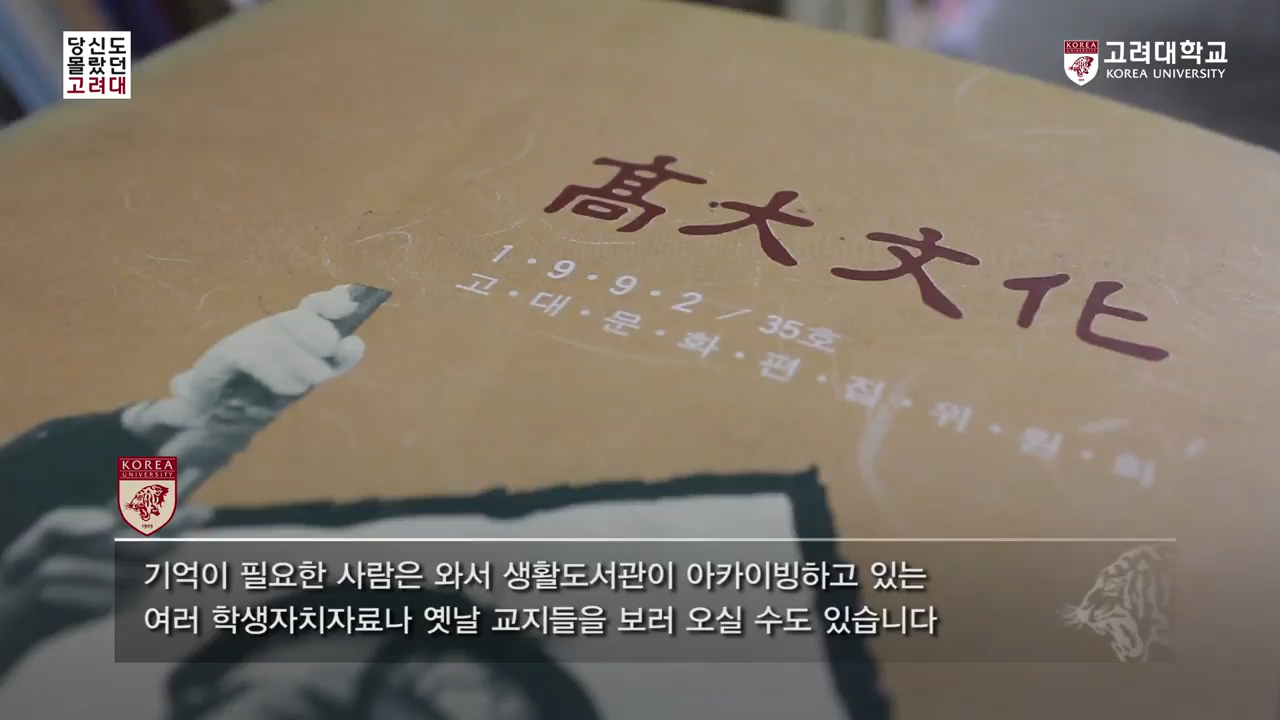 당신도
몰랐던
고려대
KOREA
고려대학교
KOREA UNIVERSITY
高大文化
1·9·9·2 / 35호
고·대·문·화·편·집·위·원·회
KOREA
UNIVERSITY
1905
기억이 필요한 사람은 와서 생활도서관이 아카이빙하고 있는
여러 학생자치자료나 옛날 교지들을 보러 오실 수도 있습니다